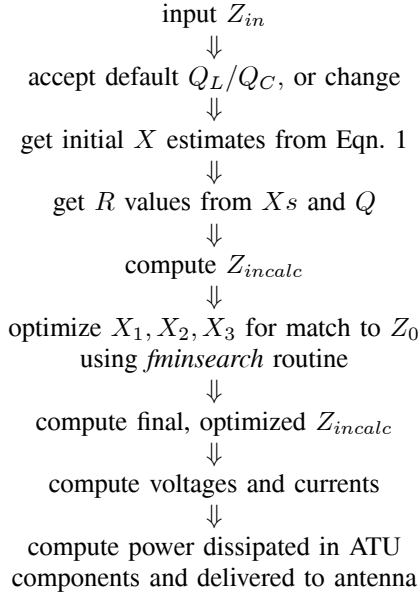 input Z_{in}
⇓
accept default Q_L/Q_C, or change
⇓
get initial X estimates from Eqn. 1
⇓
get R values from Xs and Q
⇓
compute Z_{incalc}
⇓
optimize X_1, X_2, X_3 for match to Z_0
using fminsearch routine
⇓
compute final, optimized Z_{incalc}
⇓
compute voltages and currents
⇓
compute power dissipated in ATU
components and delivered to antenna